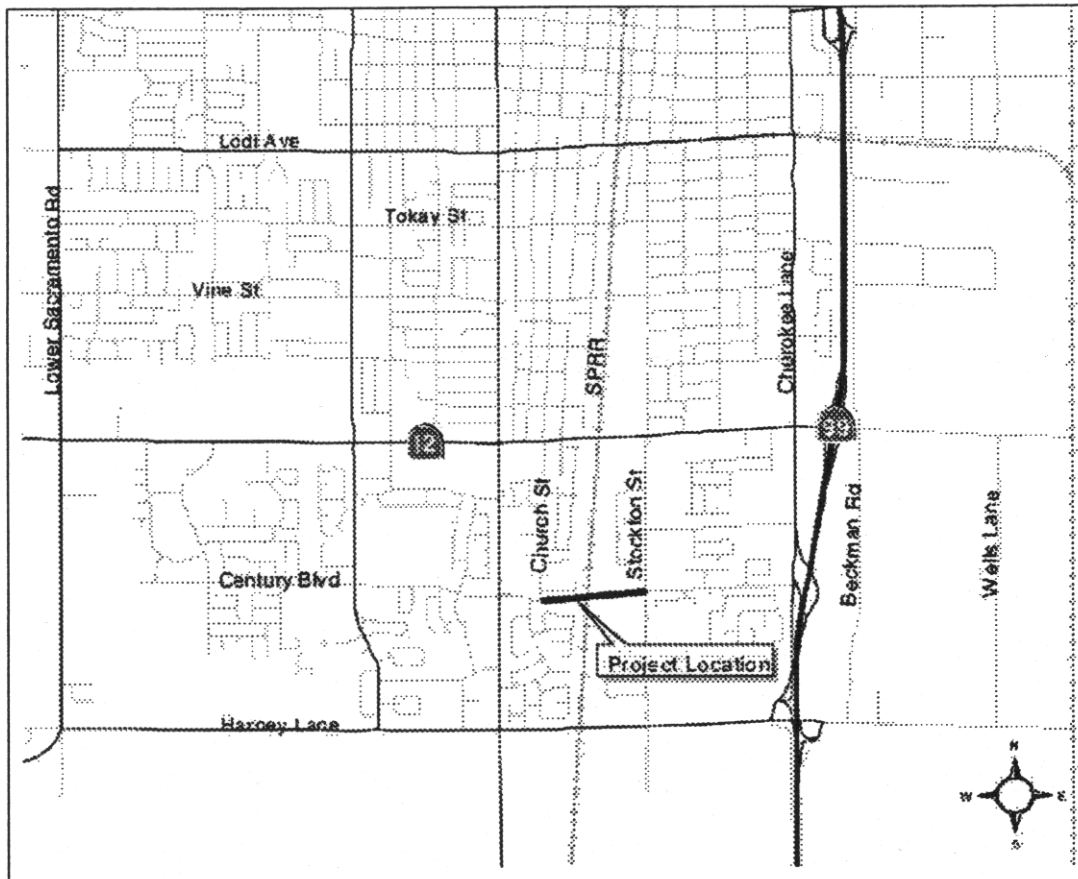 Lodi Ave
Lower Sacramento Rd
Tokay St
Vine St
SPRR
Cherokee Lane
12
Church St
Stockton St
Beckman Rd
Wells Lane
Century Blvd
Project Location
Harney Lane
N
W
E
S